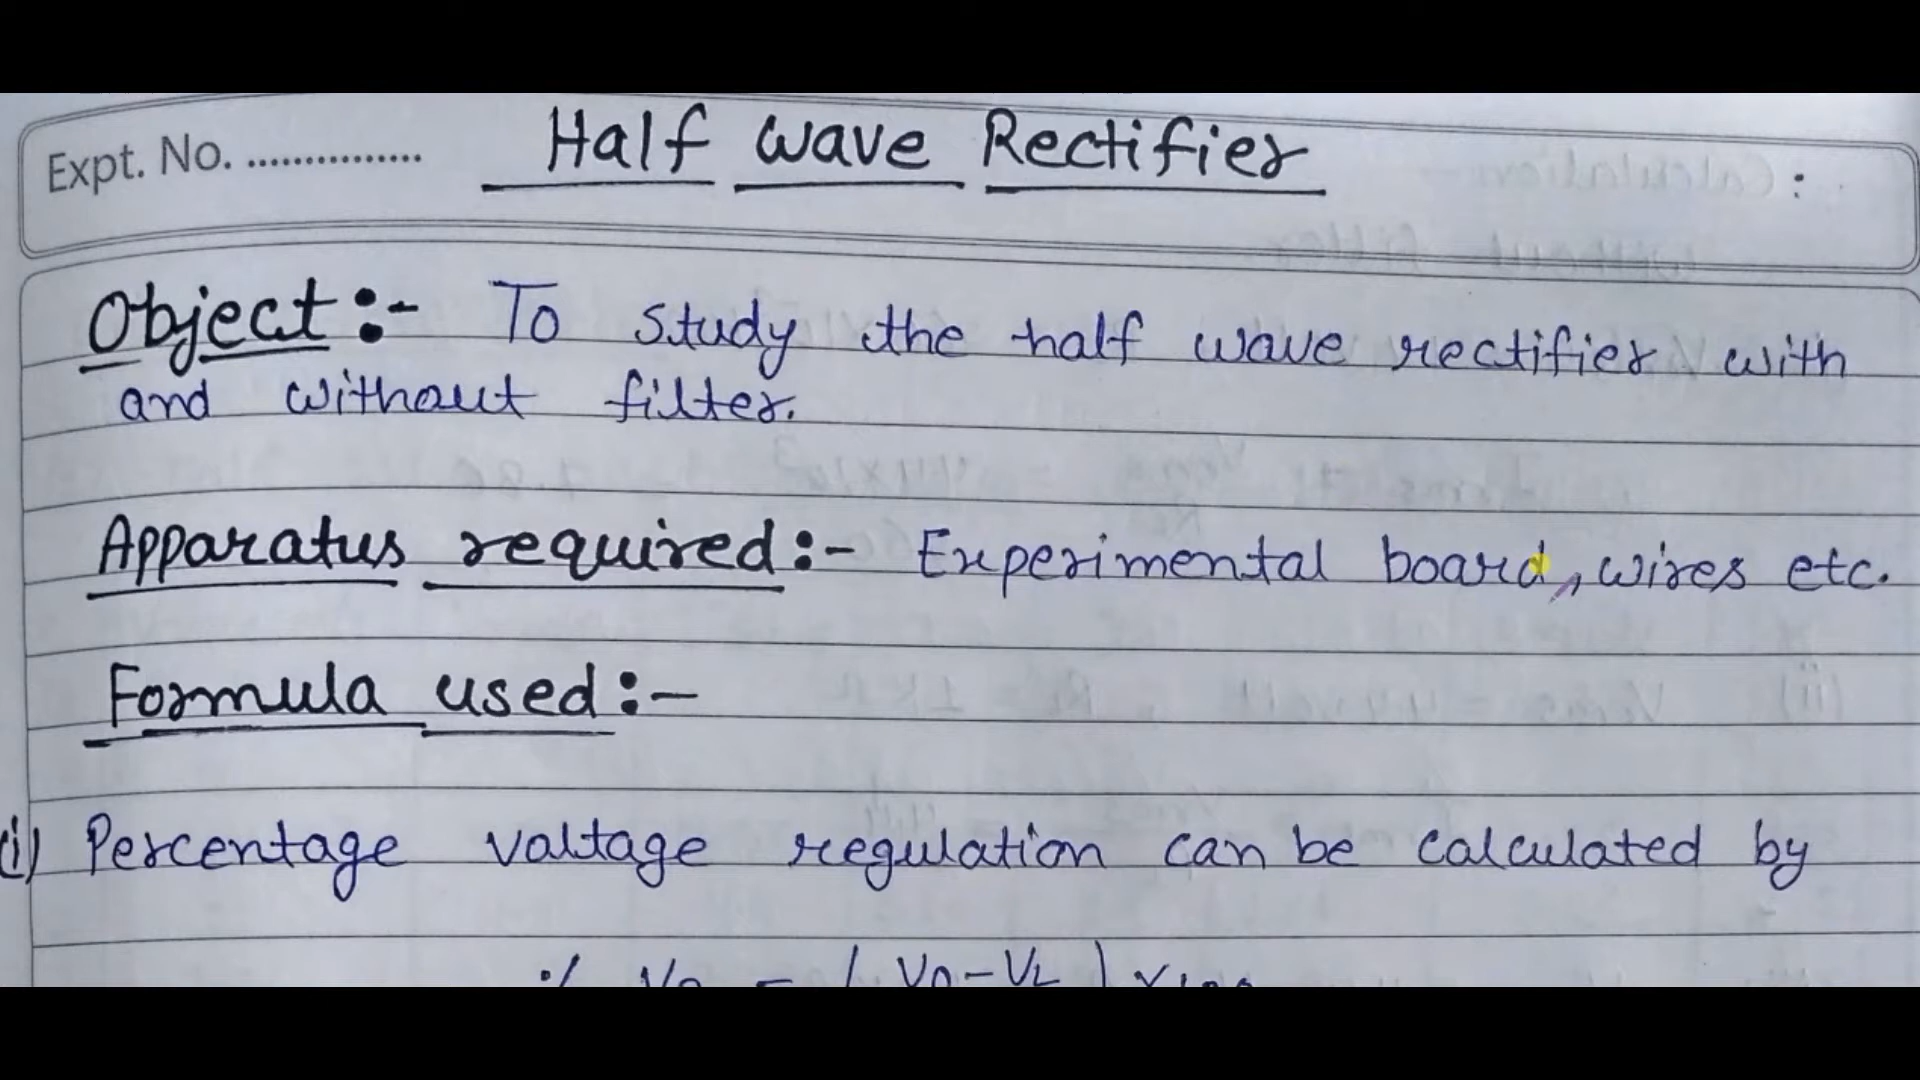 Expt. No. ...............
Half wave Rectifier
Object:- To study the half wave rectifier with
and without filter.
Apparatus required:- Experimental board, wires etc.
Formula used:-
(i) Percentage voltage regulation can be calculated by